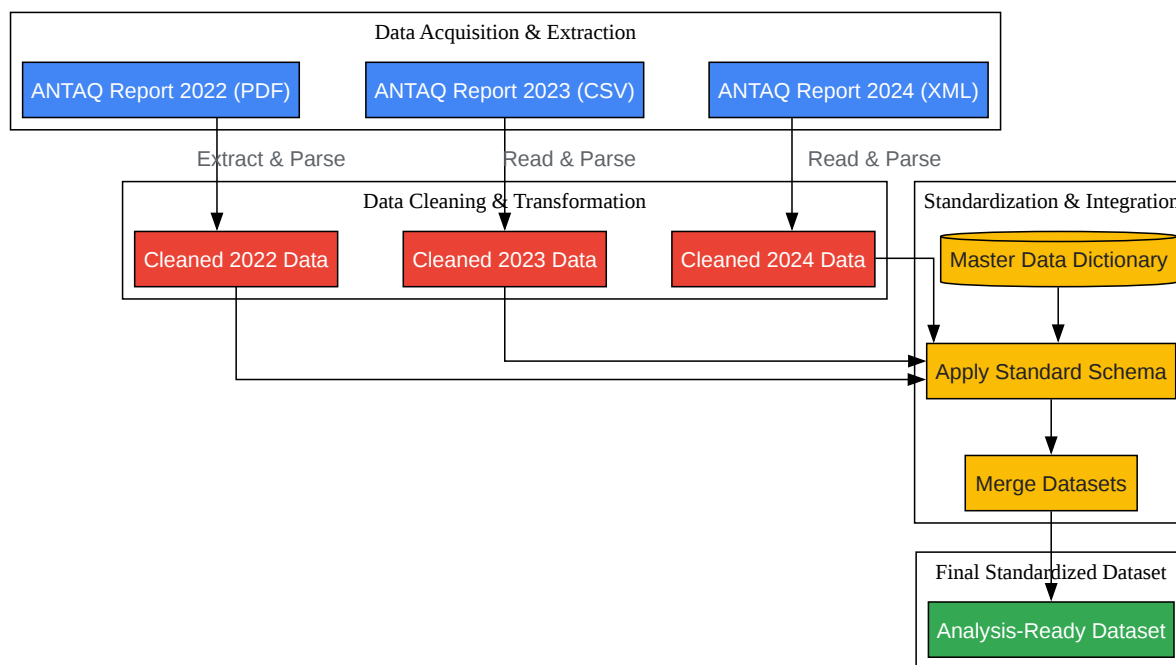 Data Acquisition & Extraction
ANTAQ Report 2022 (PDF)
ANTAQ Report 2023 (CSV)
ANTAQ Report 2024 (XML)
Extract & Parse
Read & Parse
Read & Parse
Data Cleaning & Transformation
Standardization & Integration
Cleaned 2022 Data
Cleaned 2023 Data
Cleaned 2024 Data
Master Data Dictionary
Apply Standard Schema
Merge Datasets
Final Standardized Dataset
Analysis-Ready Dataset